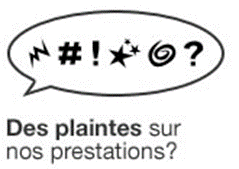 #!?
Des plaintes sur
nos prestations?